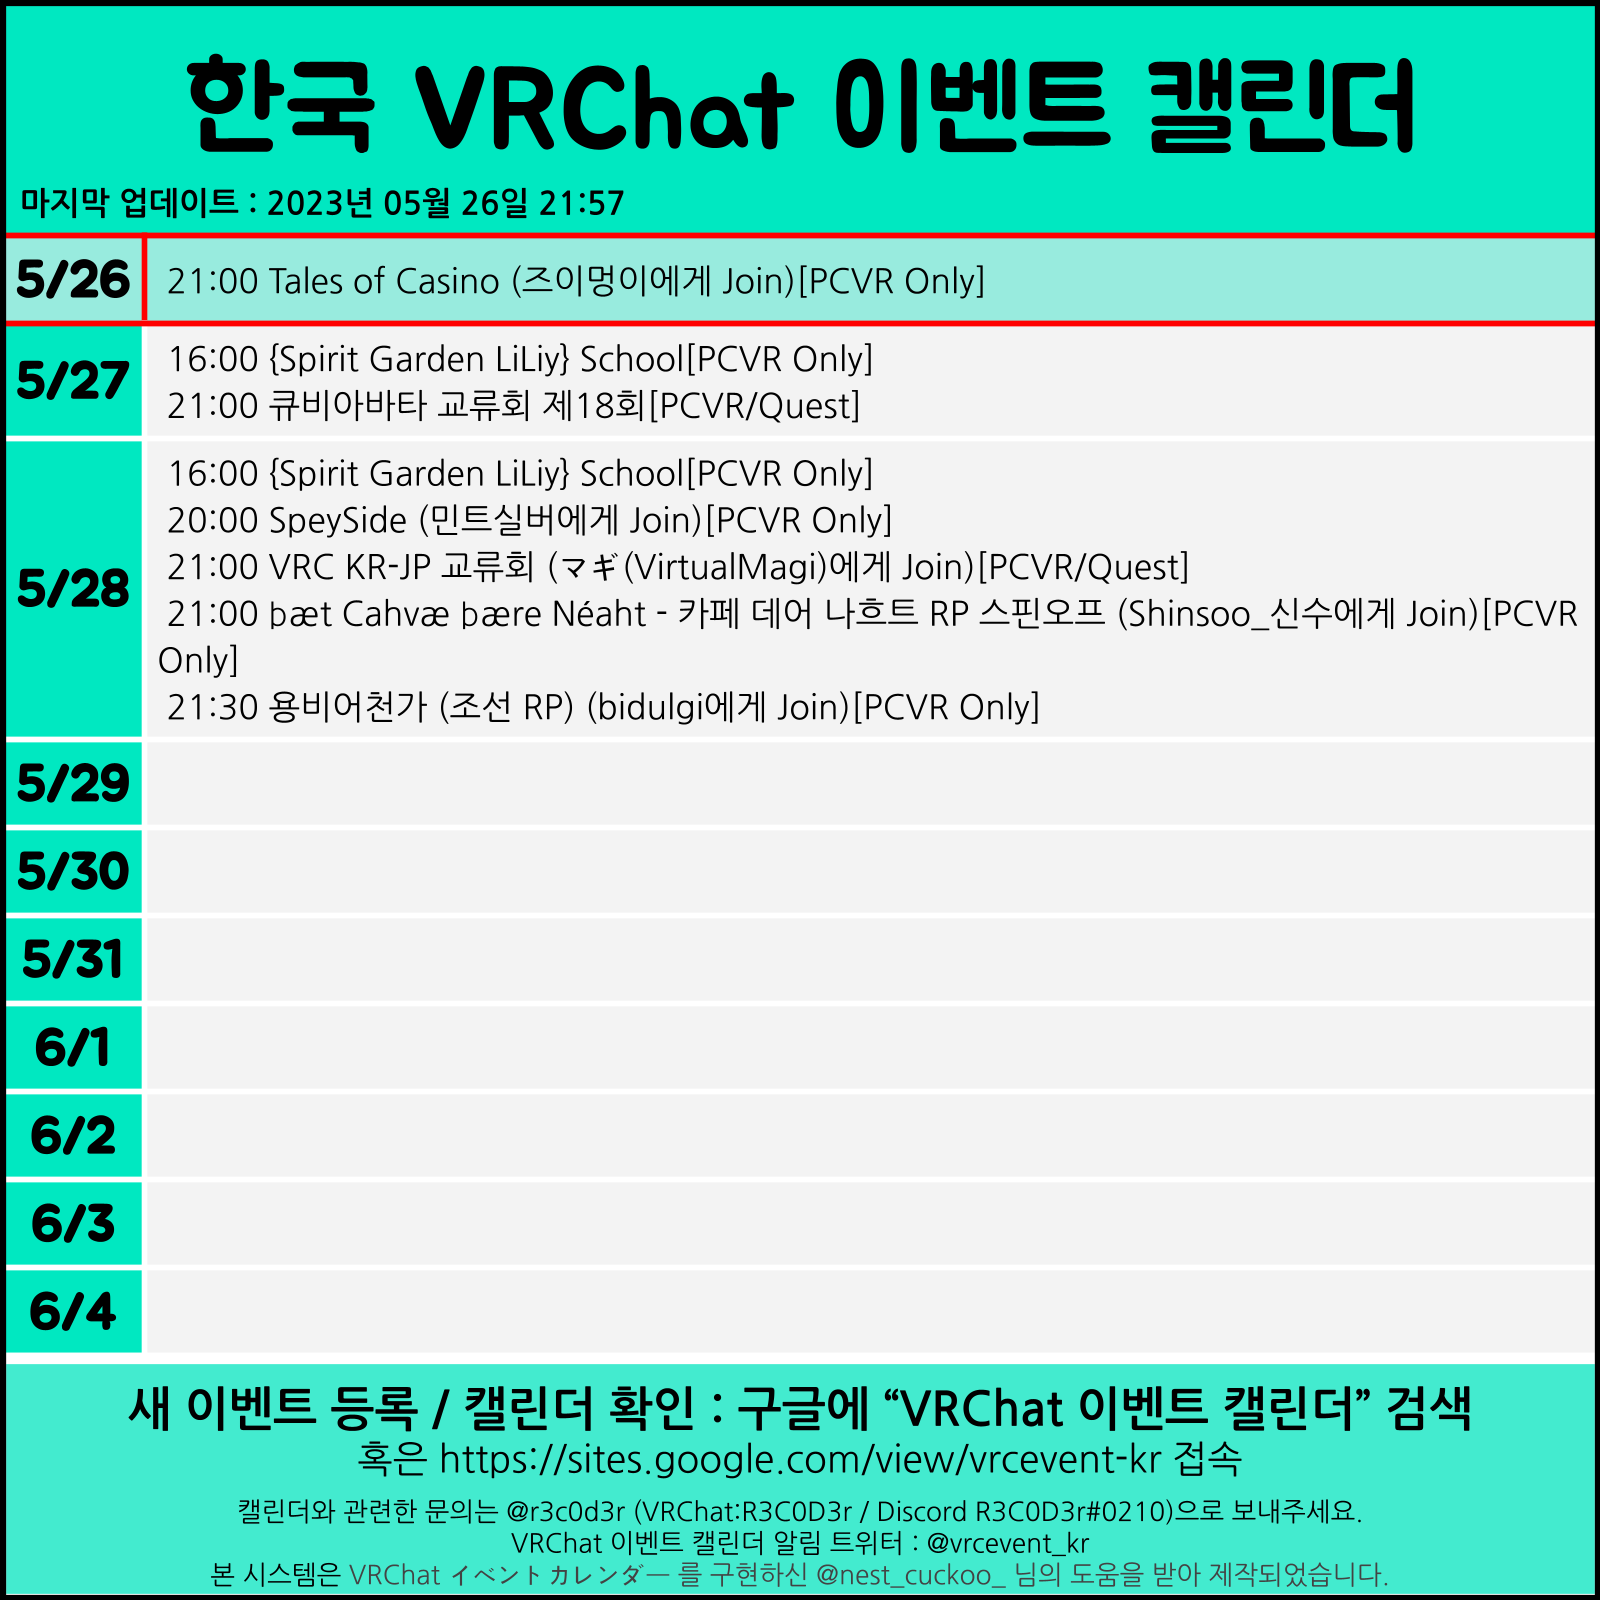 한국 VRChat 이벤트 캘린더
마지막 업데이트 : 2023년 05월 26일 21:57
5/26
21:00 Tales of Casino (즈이멍이에게 Join)[PCVR Only]
5/27
16:00 {Spirit Garden LiLiy} School[PCVR Only]
21:00 큐비아바타 교류회 제18회[PCVR/Quest]
5/28
16:00 {Spirit Garden LiLiy} School[PCVR Only]
20:00 SpeySide (민트실버에게 Join)[PCVR Only]
21:00 VRC KR-JP 교류회 (マギ(VirtualMagi)에게 Join)[PCVR/Quest]
21:00 þæt Cahvæ þære Néaht - 카페 데어 나흐트 RP 스핀오프 (Shinsoo_신수에게 Join)[PCVR
Only]
21:30 용비어천가 (조선 RP) (bidulgi에게 Join)[PCVR Only]
5/29
5/30
5/31
6/1
6/2
6/3
6/4
새 이벤트 등록 / 캘린더 확인 : 구글에 “VRChat 이벤트 캘린더” 검색
혹은 https://sites.google.com/view/vrcevent-kr 접속
캘린더와 관련한 문의는 @r3c0d3r (VRChat:R3C0D3r / Discord R3C0D3r#0210)으로 보내주세요.
VRChat 이벤트 캘린더 알림 트위터 : @vrcevent_kr
본 시스템은 VRChat イベントカレンダー 를 구현하신 @nest_cuckoo_ 님의 도움을 받아 제작되었습니다.